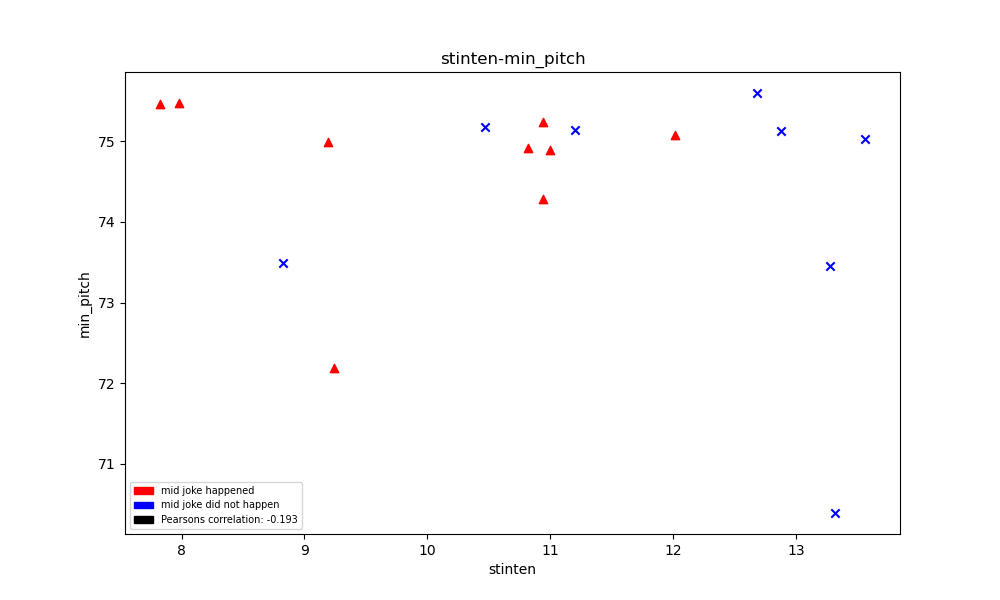 stinten-min_pitch
min_pitch
75
74
73
72
71
mid joke happened
mid joke did not happen
Pearsons correlation: -0.193
8 9 10 11 12 13
stinten